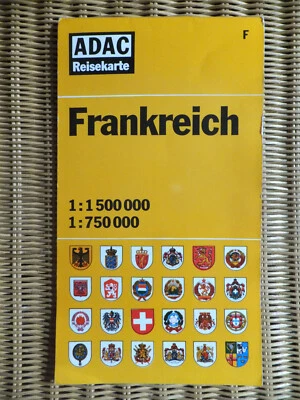 ADAC
Reisekarte
F
Frankreich
1:1 500 000
1:750 000